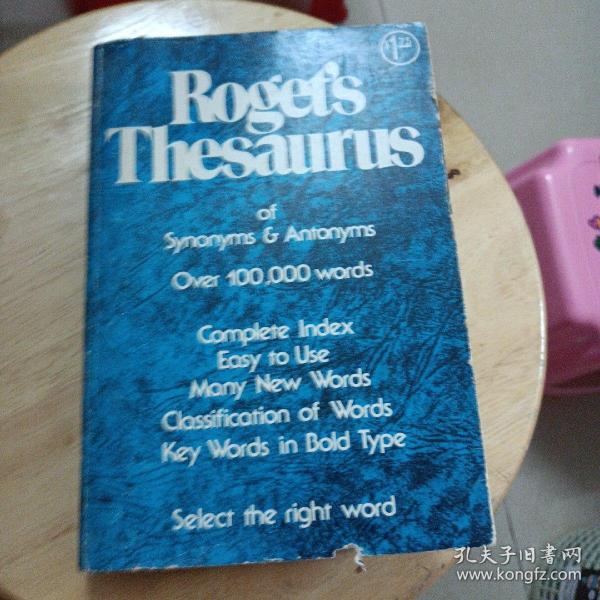 $1.25
Roget's
Thesaurus
of
Synonyms & Antonyms
Over 100,000 words
Complete Index
Easy to Use
Many New Words
Classification of Words
Key Words in Bold Type
Select the right word
孔夫子旧书网
www.kongfz.com